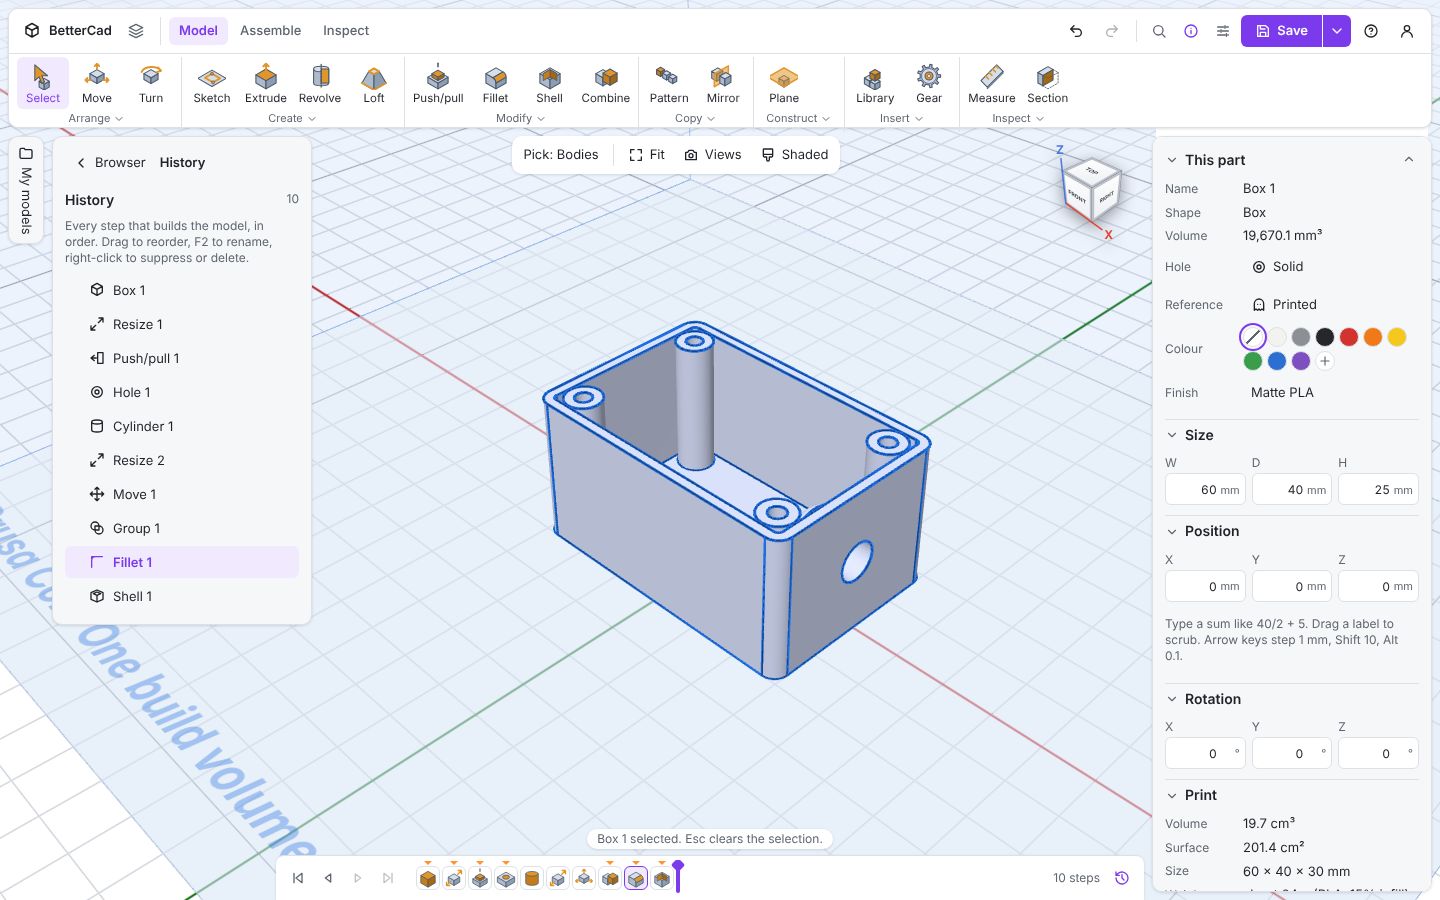 BetterCad
Model
Assemble
Inspect
Save
Select
Move
Turn
Sketch
Extrude
Revolve
Loft
Push/pull
Fillet
Shell
Combine
Pattern
Mirror
Plane
Library
Gear
Measure
Section
Arrange
Create
Modify
Copy
Construct
Insert
Inspect
My models
Browser
History
History
10
Every step that builds the model, in
order. Drag to reorder, F2 to rename,
right-click to suppress or delete.
Box 1
Resize 1
Push/pull 1
Hole 1
Cylinder 1
Resize 2
Move 1
Group 1
Fillet 1
Shell 1
Pick: Bodies
Fit
Views
Shaded
Z
TOP
FRONT
RIGHT
X
One build volume
Box 1 selected. Esc clears the selection.
10 steps
This part
Name Box 1
Shape Box
Volume 19,670.1 mm³
Hole Solid
Reference Printed
Colour
Finish Matte PLA
Size
W D H
60 mm 40 mm 25 mm
Position
X Y Z
0 mm 0 mm 0 mm
Type a sum like 40/2 + 5. Drag a label to
scrub. Arrow keys step 1 mm, Shift 10, Alt
0.1.
Rotation
X Y Z
0 ° 0 ° 0 °
Print
Volume 19.7 cm³
Surface 201.4 cm²
Size 60 × 40 × 30 mm